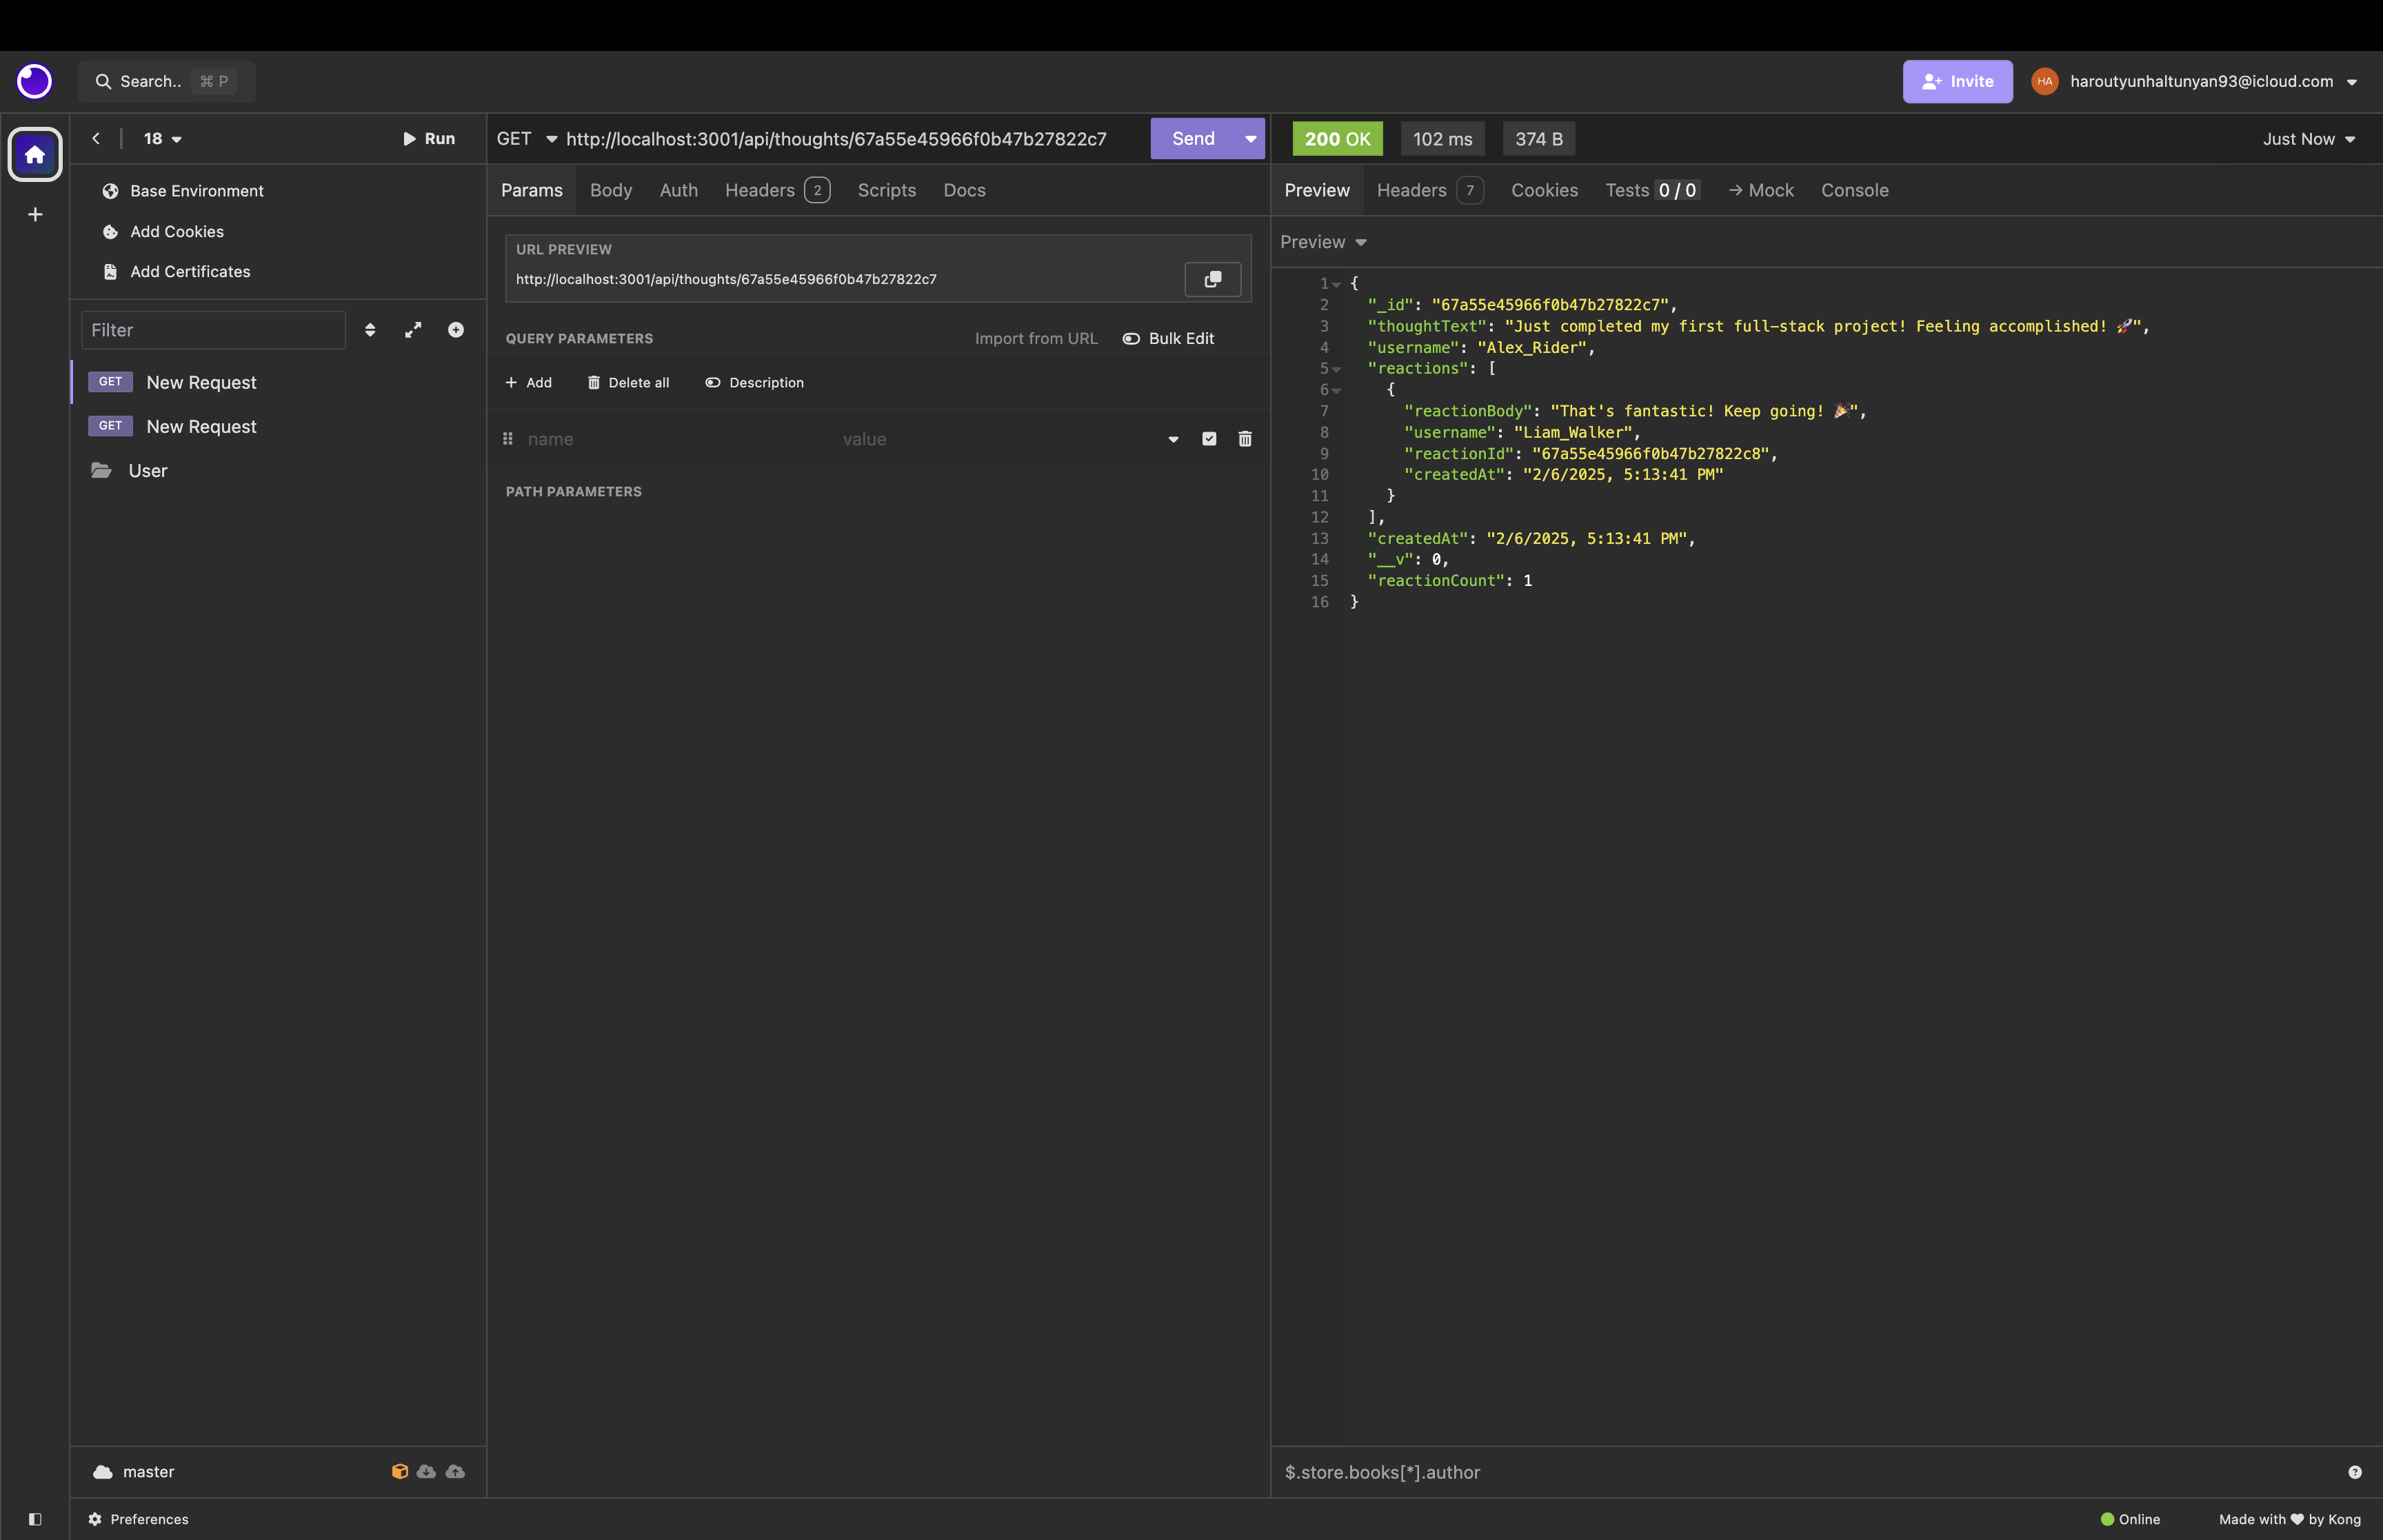 Search.. ⌘ P
Invite
HA haroutyunhaltunyan93@icloud.com
18
Run
Base Environment
Add Cookies
Add Certificates
Filter
GET New Request
GET New Request
User
master
Preferences
GET http://localhost:3001/api/thoughts/67a55e45966f0b47b27822c7 Send
Params Body Auth Headers 2 Scripts Docs
URL PREVIEW
http://localhost:3001/api/thoughts/67a55e45966f0b47b27822c7
QUERY PARAMETERS Import from URL Bulk Edit
+ Add Delete all Description
name value
PATH PARAMETERS
200 OK 102 ms 374 B Just Now
Preview Headers 7 Cookies Tests 0 / 0 → Mock Console
Preview
1 {
2 "_id": "67a55e45966f0b47b27822c7",
3 "thoughtText": "Just completed my first full-stack project! Feeling accomplished! 🚀",
4 "username": "Alex_Rider",
5 "reactions": [
6 {
7 "reactionBody": "That's fantastic! Keep going! 🎉",
8 "username": "Liam_Walker",
9 "reactionId": "67a55e45966f0b47b27822c8",
10 "createdAt": "2/6/2025, 5:13:41 PM"
11 }
12 ],
13 "createdAt": "2/6/2025, 5:13:41 PM",
14 "__v": 0,
15 "reactionCount": 1
16 }
$.store.books[*].author
Online
Made with ♥ by Kong